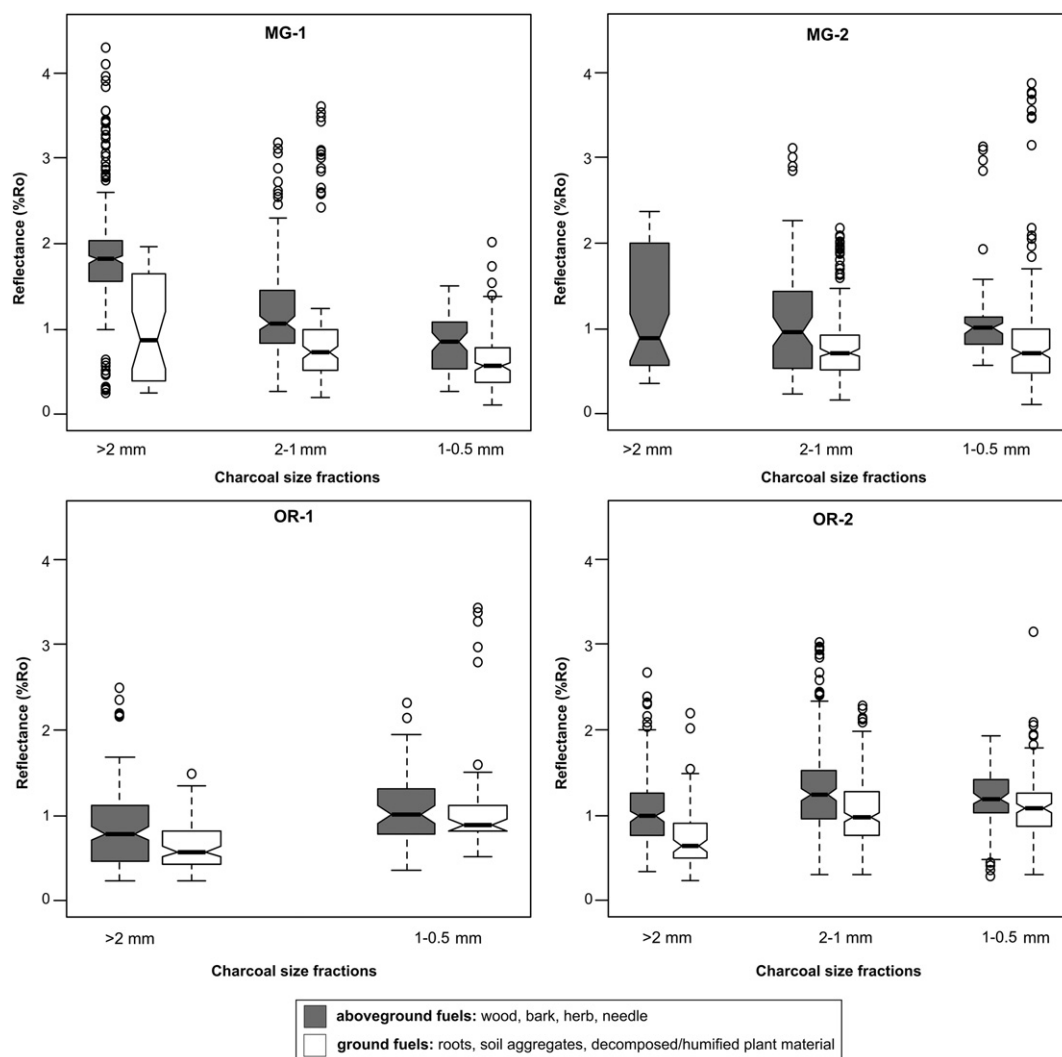 MG-1
Reflectance (%Ro)
4
3
2
1
0
>2 mm 2-1 mm 1-0.5 mm
Charcoal size fractions
MG-2
Reflectance (%Ro)
4
3
2
1
0
>2 mm 2-1 mm 1-0.5 mm
Charcoal size fractions
OR-1
Reflectance (%Ro)
4
3
2
1
0
>2 mm 1-0.5 mm
Charcoal size fractions
OR-2
Reflectance (%Ro)
4
3
2
1
0
>2 mm 2-1 mm 1-0.5 mm
Charcoal size fractions
aboveground fuels: wood, bark, herb, needle
ground fuels: roots, soil aggregates, decomposed/humified plant material